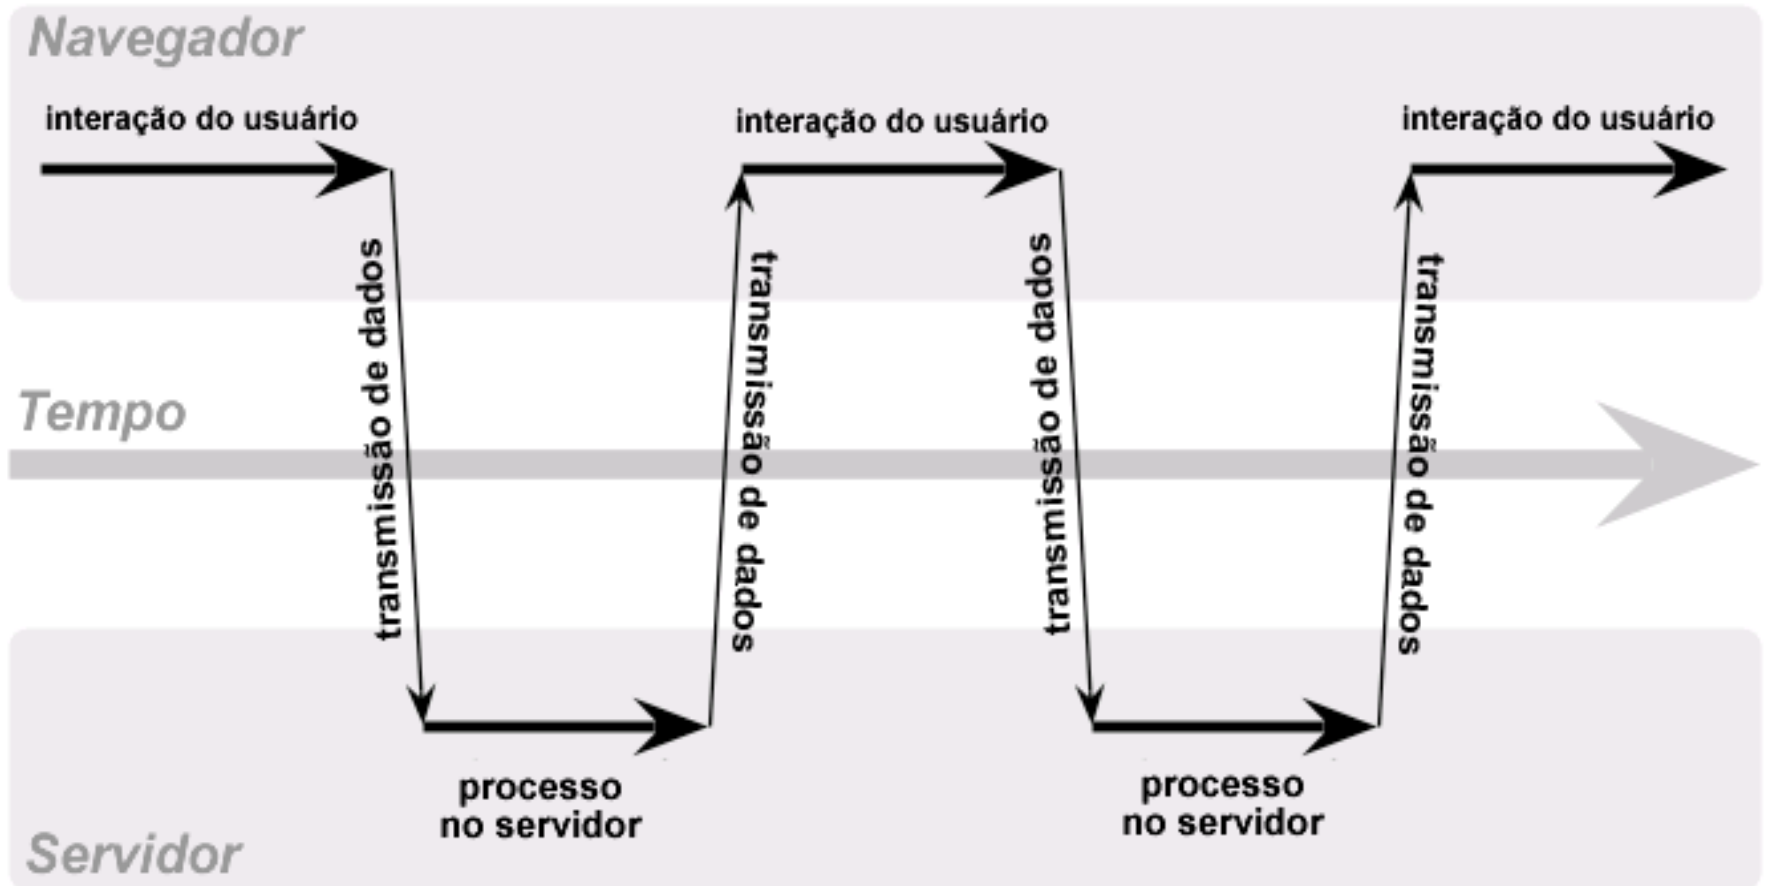 Navegador
interação do usuário
interação do usuário
interação do usuário
transmissão de dados
transmissão de dados
transmissão de dados
transmissão de dados
Tempo
processo
no servidor
processo
no servidor
Servidor